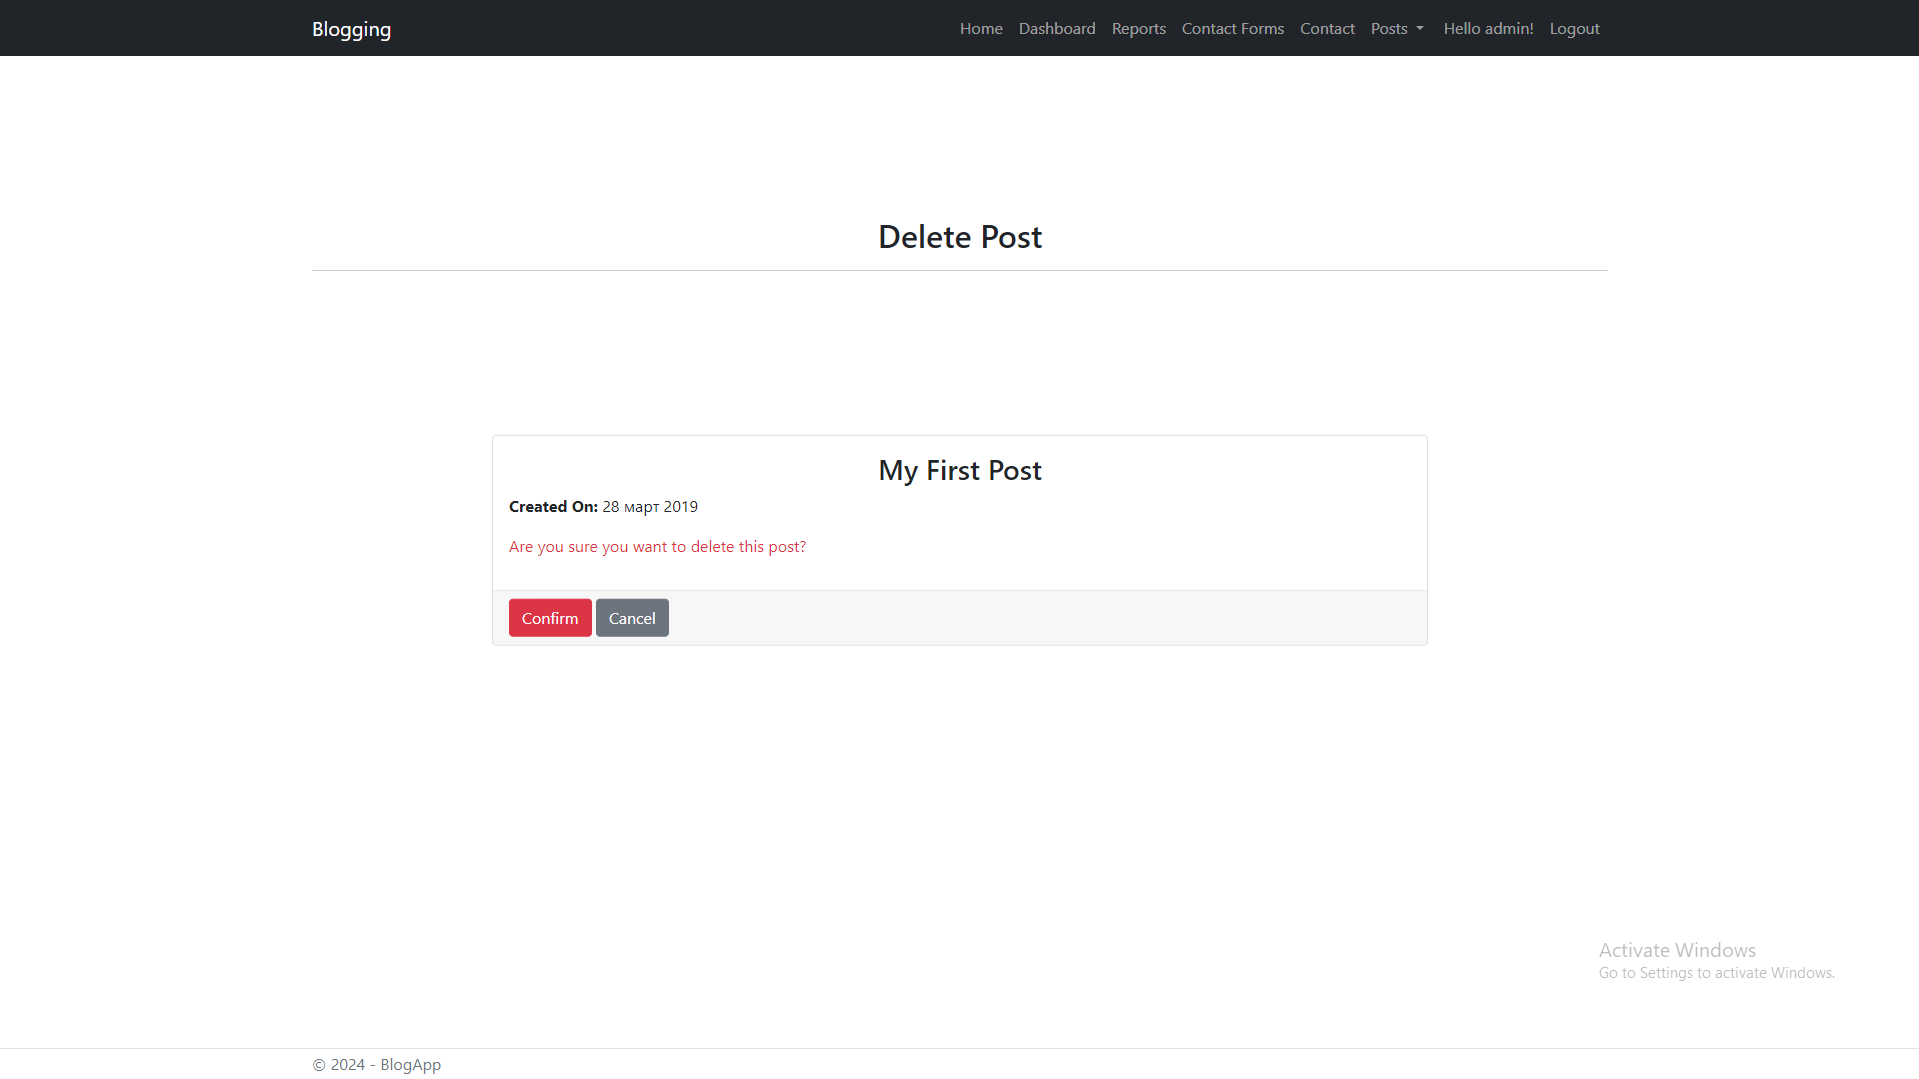 Blogging Home Dashboard Reports Contact Forms Contact Posts Hello admin! Logout
Delete Post
My First Post
Created On: 28 март 2019
Are you sure you want to delete this post?
Confirm Cancel
Activate Windows
Go to Settings to activate Windows.
© 2024 - BlogApp